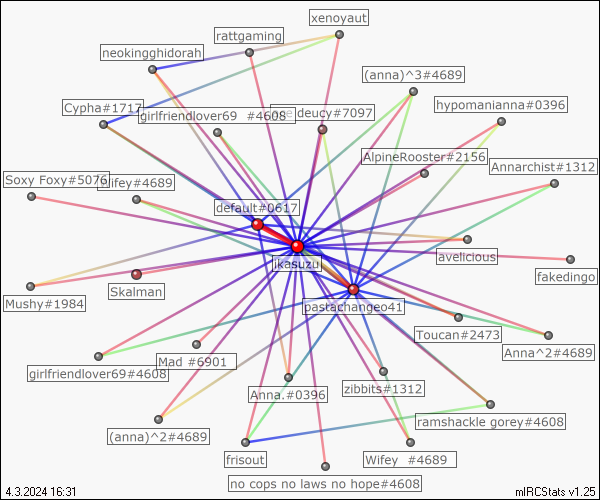 xenoyaut
rattgaming
neokingghidorah
(anna)^3#4689
hypomanianna#0396
Cypha#1717
girlfriendlover69 #4608
deucy#7097
AlpineRooster#2156
Annarchist#1312
Soxy Foxy#5076
Wifey#4689
default#0617
avelicious
jkasuzu
fakedingo
Skalman
Mushy#1984
pastachangeo41
Toucan#2473
Anna^2#4689
Mad #6901
girlfriendlover69#4608
Anna.#0396
zibbits#1312
ramshackle gorey#4608
(anna)^2#4689
frisout
Wifey #4689
no cops no laws no hope#4608
4.3.2024 16:31
mIRCStats v1.25